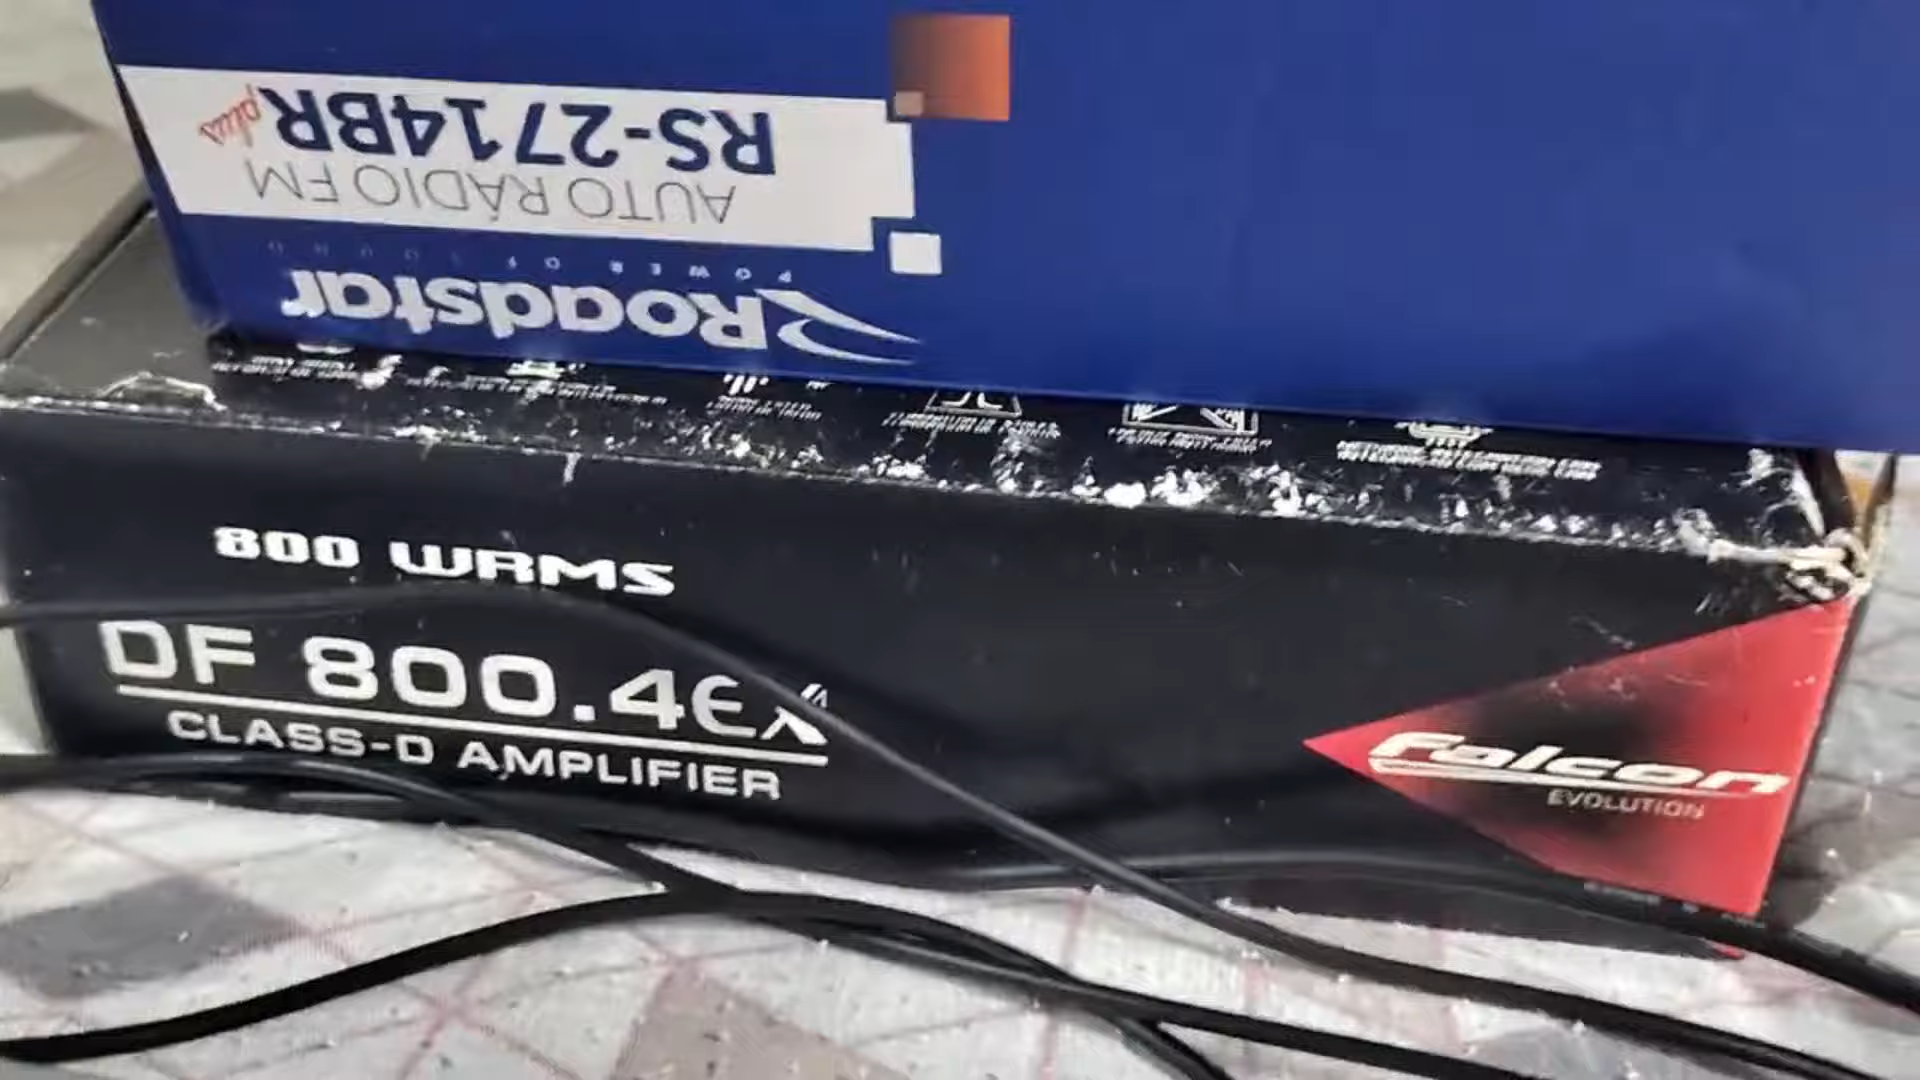 Roadstar
POWER OF SOUND
AUTO RÁDIO FM
RS-2714BR plus
800 WRMS
DF 800.4EX
CLASS-D AMPLIFIER
Falcon
EVOLUTION